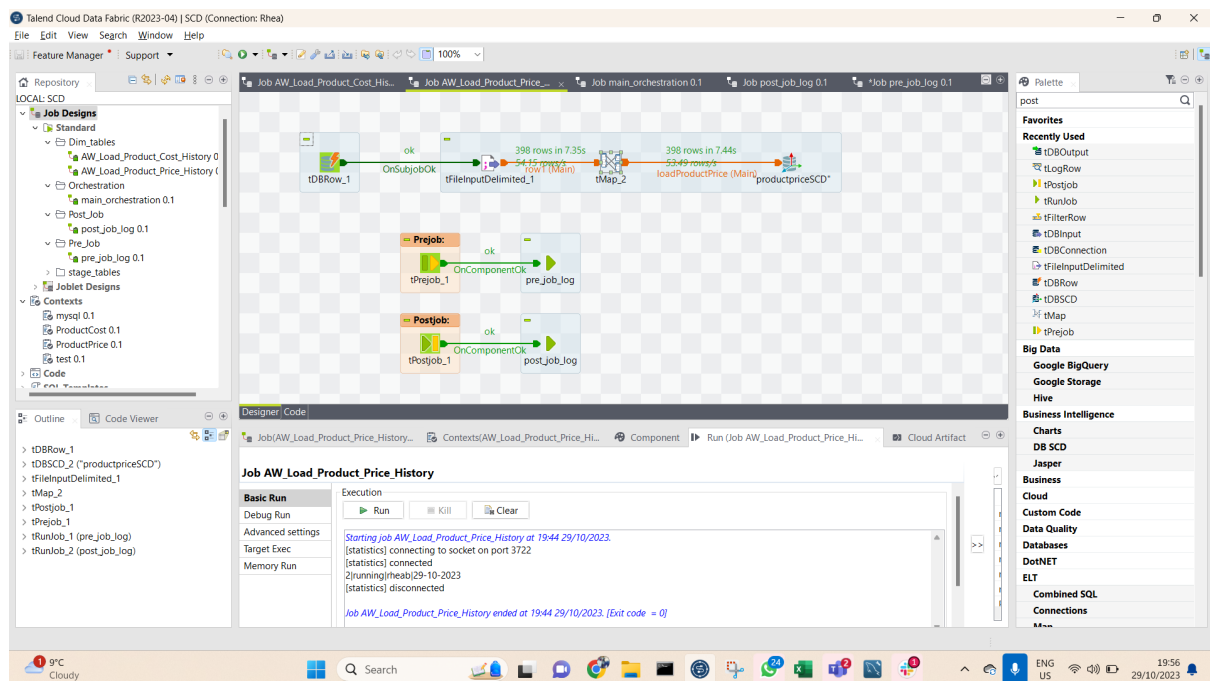 Talend Cloud Data Fabric (R2023-04) | SCD (Connection: Rhea)
File Edit View Search Window Help
Feature Manager * Support 100%
Repository
LOCAL: SCD
Job Designs
Standard
Dim_tables
AW_Load_Product_Cost_History 0
AW_Load_Product_Price_History (
Orchestration
main_orchestration 0.1
Post_Job
post_job_log 0.1
Pre_Job
pre_job_log 0.1
stage_tables
Joblet Designs
Contexts
mysql 0.1
ProductCost 0.1
ProductPrice 0.1
test 0.1
Code
SQL Templates
Outline Code Viewer
tDBRow_1
tDBSCD_2 ("productpriceSCD")
tFileInputDelimited_1
tMap_2
tPostjob_1
tPrejob_1
tRunJob_1 (pre_job_log)
tRunJob_2 (post_job_log)
Job AW_Load_Product_Cost_His... Job AW_Load_Product_Price_... Job main_orchestration 0.1 Job post_job_log 0.1 *Job pre_job_log 0.1
ok 398 rows in 7.35s 398 rows in 7.44s
54.15 rows/s 53.49 rows/s
OnSubjobOk row1 (Main) loadProductPrice (Main)
tDBRow_1 tFileInputDelimited_1 tMap_2 "productpriceSCD"
Prejob:
ok
OnComponentOk
tPrejob_1 pre_job_log
Postjob:
ok
OnComponentOk
tPostjob_1 post_job_log
Designer Code
Job(AW_Load_Product_Price_History... Contexts(AW_Load_Product_Price_Hi... Component Run (Job AW_Load_Product_Price_Hi... Cloud Artifact
Job AW_Load_Product_Price_History
Basic Run
Debug Run
Advanced settings
Target Exec
Memory Run
Execution
Run Kill Clear
Starting job AW_Load_Product_Price_History at 19:44 29/10/2023.
[statistics] connecting to socket on port 3722
[statistics] connected
2|running|rheab|29-10-2023
[statistics] disconnected
Job AW_Load_Product_Price_History ended at 19:44 29/10/2023. [Exit code = 0]
>>
Palette
post
Favorites
Recently Used
tDBOutput
tLogRow
tPostjob
tRunJob
tFilterRow
tDBInput
tDBConnection
tFileInputDelimited
tDBRow
tDBSCD
tMap
tPrejob
Big Data
Google BigQuery
Google Storage
Hive
Business Intelligence
Charts
DB SCD
Jasper
Business
Cloud
Custom Code
Data Quality
Databases
DotNET
ELT
Combined SQL
Connections
Map
1
9°C
Cloudy
Search
24
2
ENG
US
19:56
29/10/2023